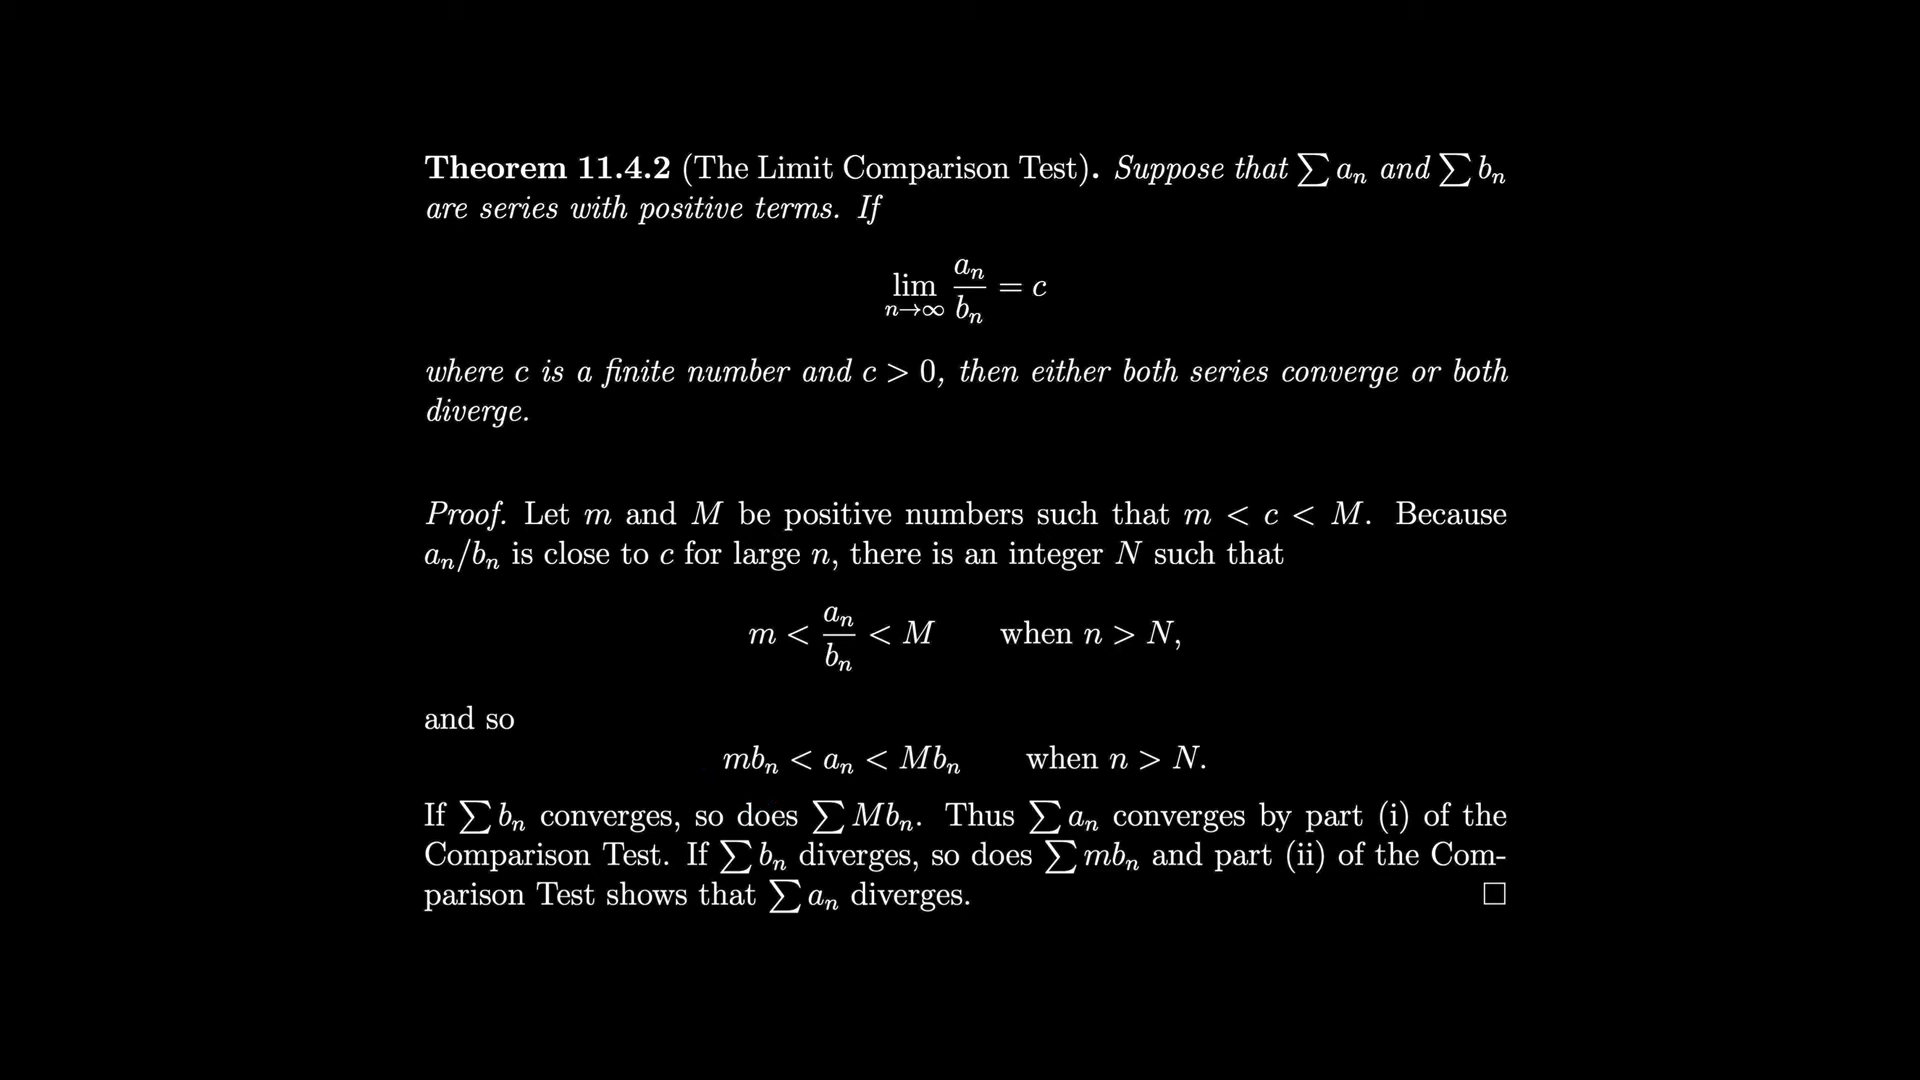 Theorem 11.4.2 (The Limit Comparison Test). Suppose that ∑ aₙ and ∑ bₙ
are series with positive terms. If
lim n→∞ aₙ/bₙ = c
where c is a finite number and c > 0, then either both series converge or both
diverge.
Proof. Let m and M be positive numbers such that m < c < M. Because
aₙ/bₙ is close to c for large n, there is an integer N such that
m < aₙ/bₙ < M when n > N,
and so
mbₙ < aₙ < Mbₙ when n > N.
If ∑ bₙ converges, so does ∑ Mbₙ. Thus ∑ aₙ converges by part (i) of the
Comparison Test. If ∑ bₙ diverges, so does ∑ mbₙ and part (ii) of the Com-
parison Test shows that ∑ aₙ diverges. □